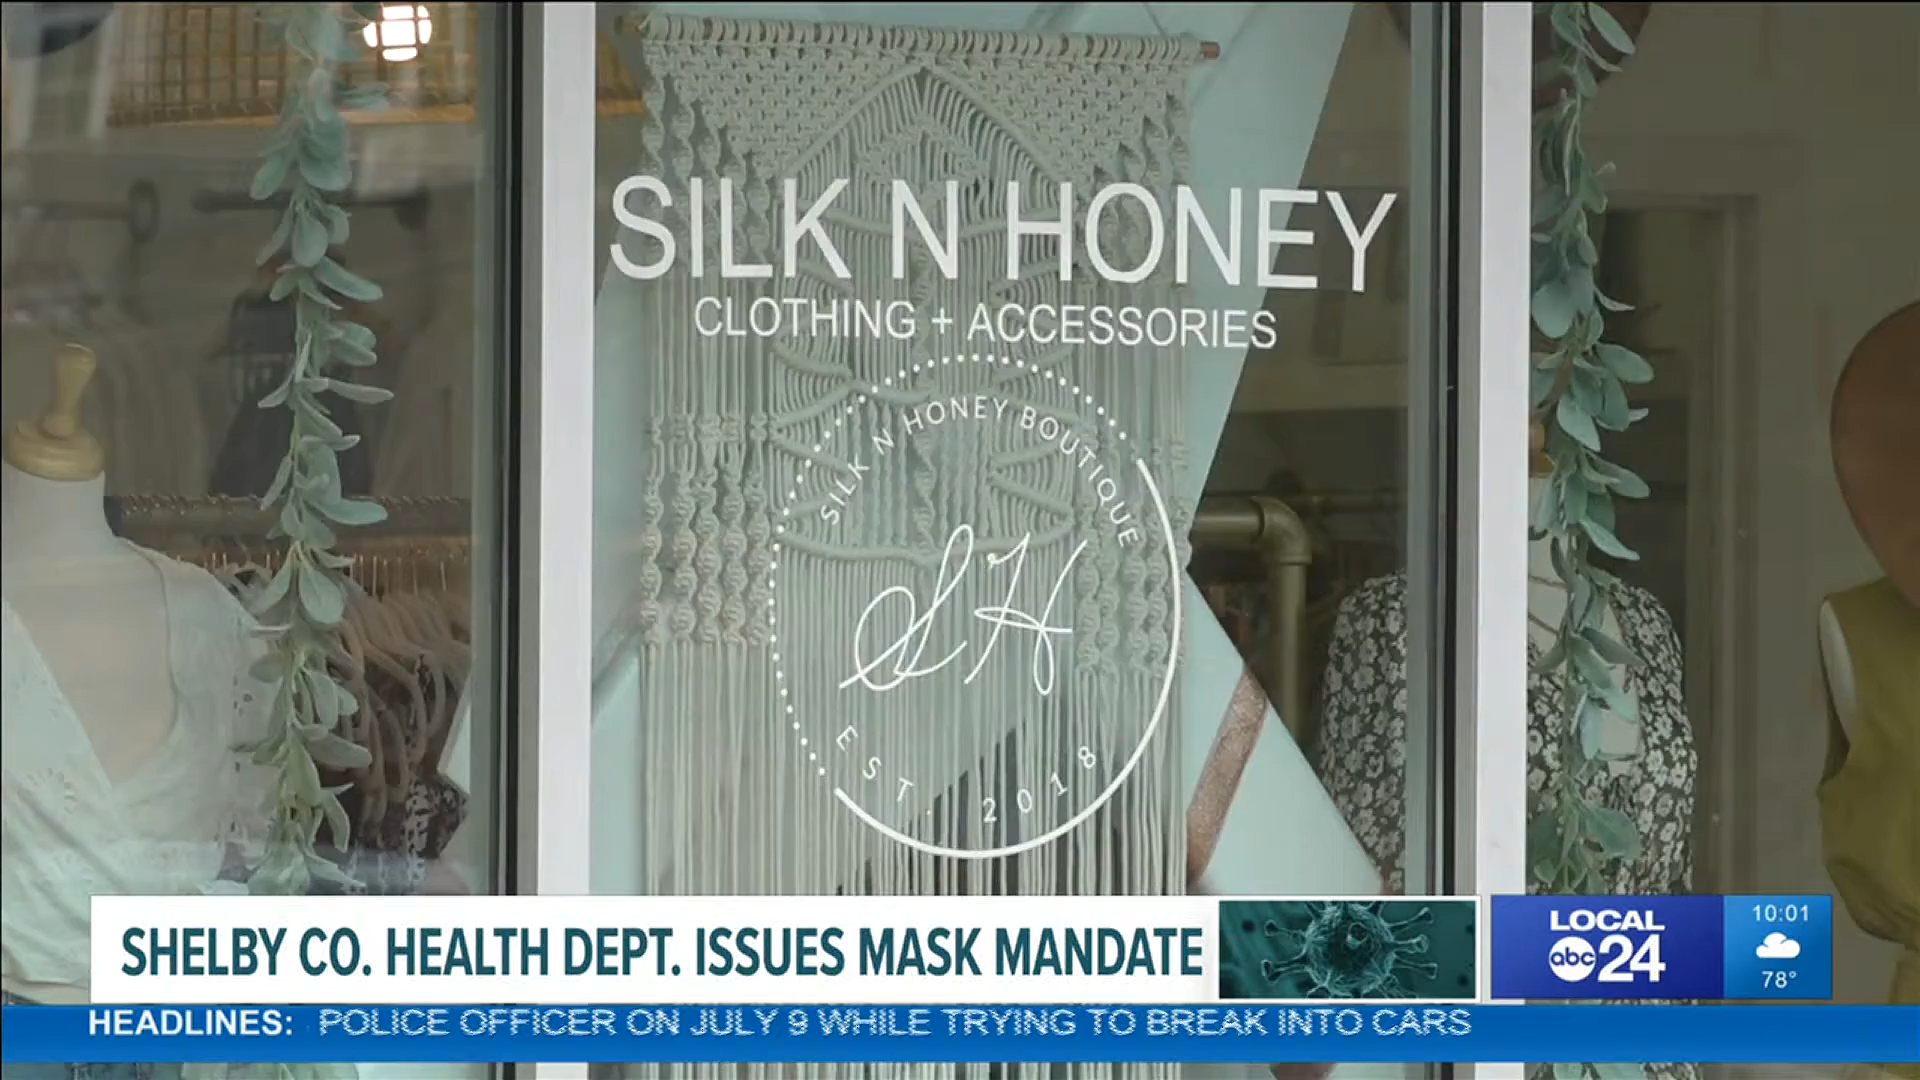 SILK N HONEY
CLOTHING + ACCESSORIES
SILK N HONEY BOUTIQUE
SH
EST. 2018
SHELBY CO. HEALTH DEPT. ISSUES MASK MANDATE
LOCAL
abc 24
10:01
78°
HEADLINES: POLICE OFFICER ON JULY 9 WHILE TRYING TO BREAK INTO CARS